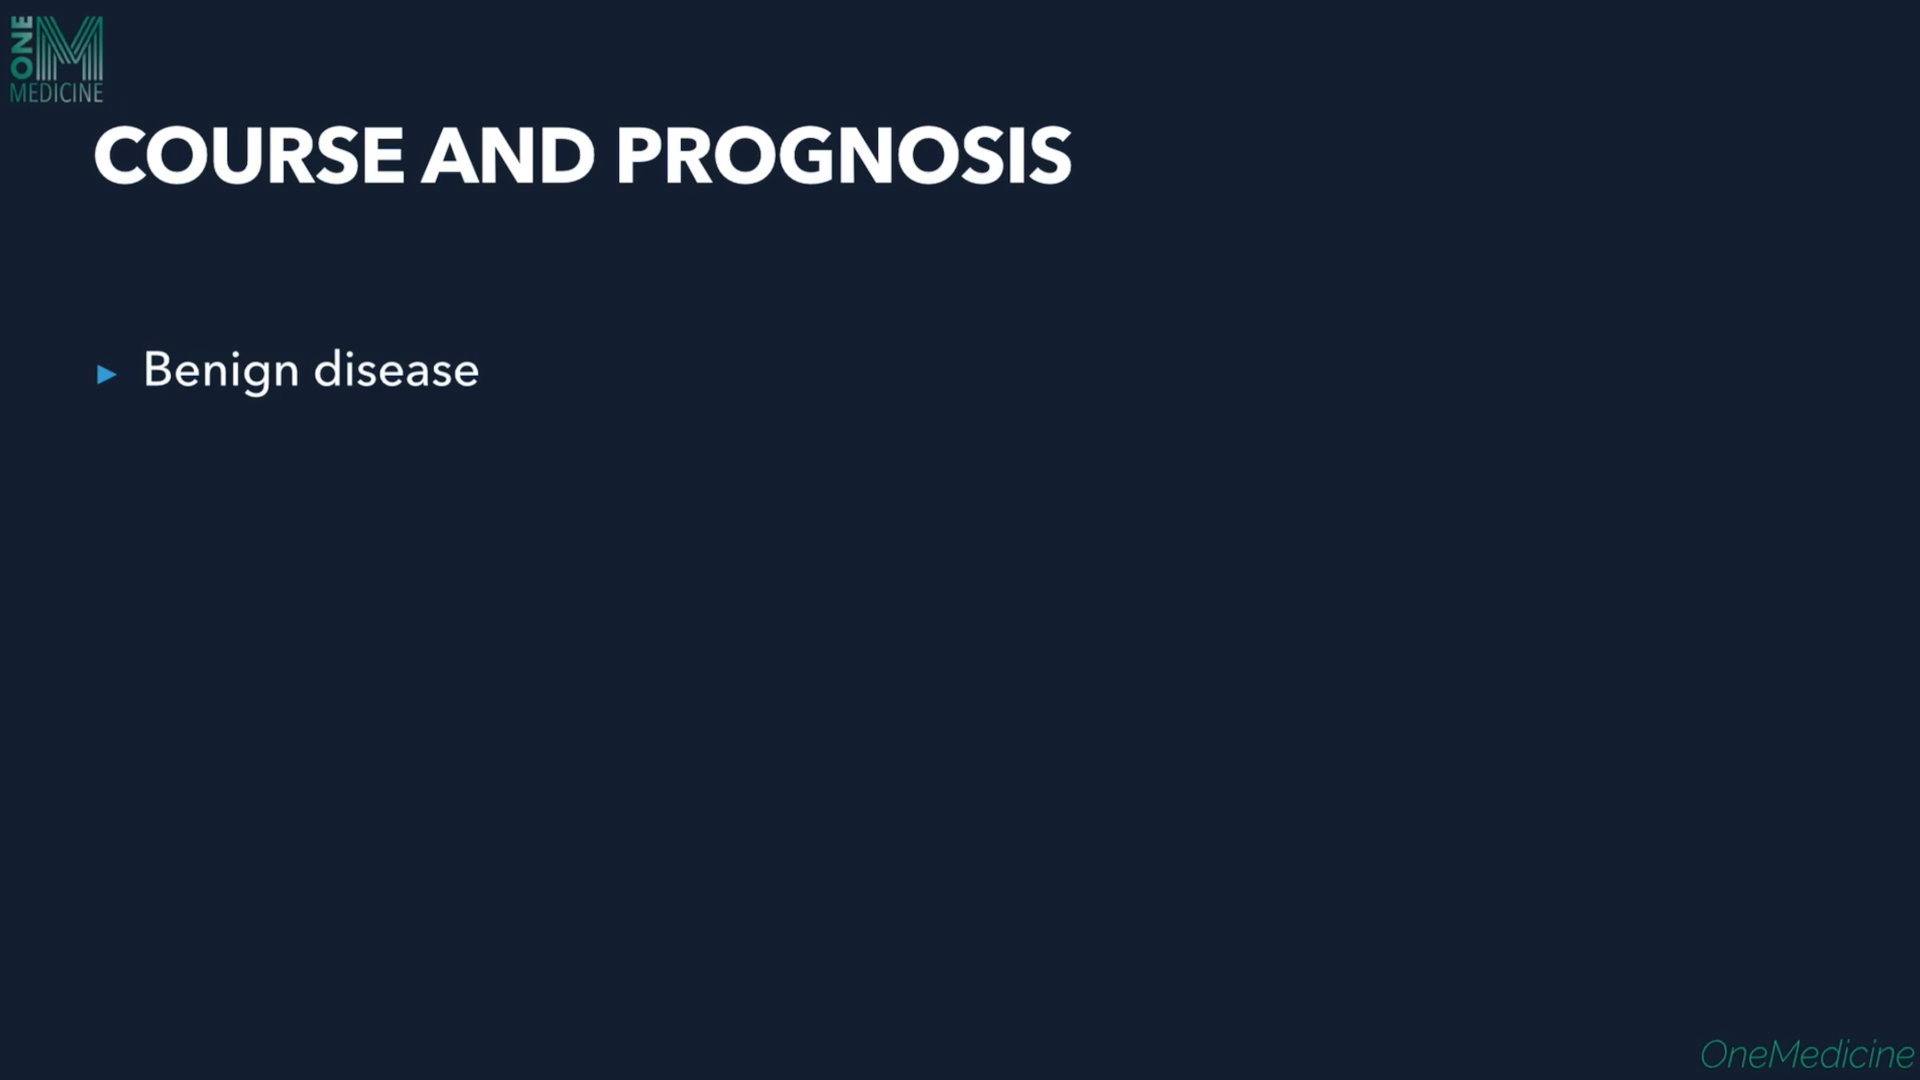 ONE
M
MEDICINE
COURSE AND PROGNOSIS
Benign disease
OneMedicine